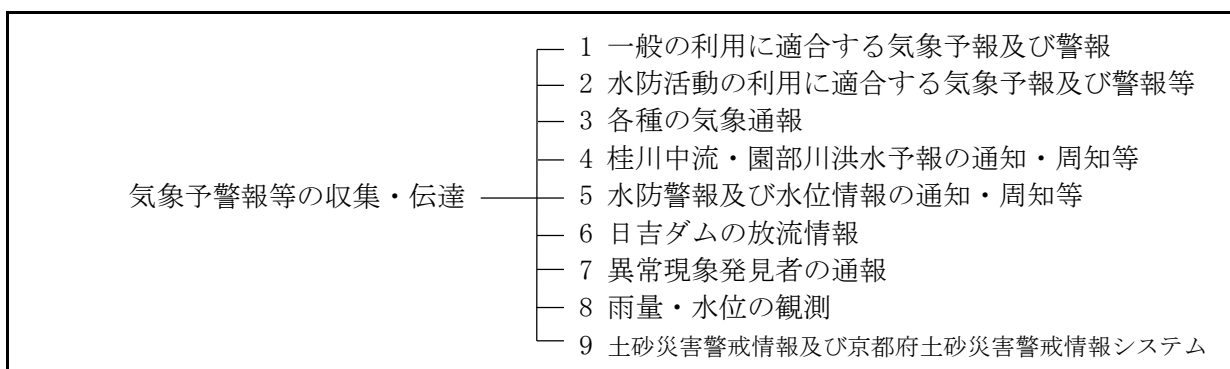 1 一般の利用に適合する気象予報及び警報
2 水防活動の利用に適合する気象予報及び警報等
3 各種の気象通報
4 桂川中流・園部川洪水予報の通知・周知等
気象予警報等の収集・伝達
5 水防警報及び水位情報の通知・周知等
6 日吉ダムの放流情報
7 異常現象発見者の通報
8 雨量・水位の観測
9 土砂災害警戒情報及び京都府土砂災害警戒情報システム